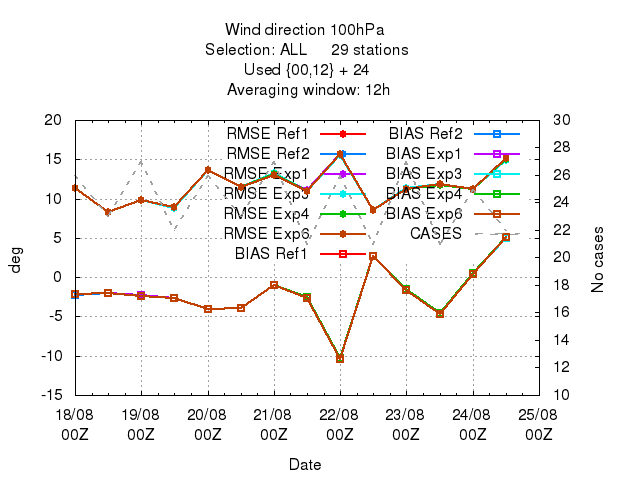 Wind direction 100hPa
Selection: ALL 29 stations
Used {00,12} + 24
Averaging window: 12h
20
15
10
5
0
-5
-10
-15
deg
30
28
26
24
22
20
18
16
14
12
10
No cases
RMSE Ref1
RMSE Ref2
RMSE Exp1
RMSE Exp3
RMSE Exp4
RMSE Exp6
BIAS Ref1
BIAS Ref2
BIAS Exp1
BIAS Exp3
BIAS Exp4
BIAS Exp6
CASES
18/08 19/08 20/08 21/08 22/08 23/08 24/08 25/08
00Z 00Z 00Z 00Z 00Z 00Z 00Z 00Z
Date